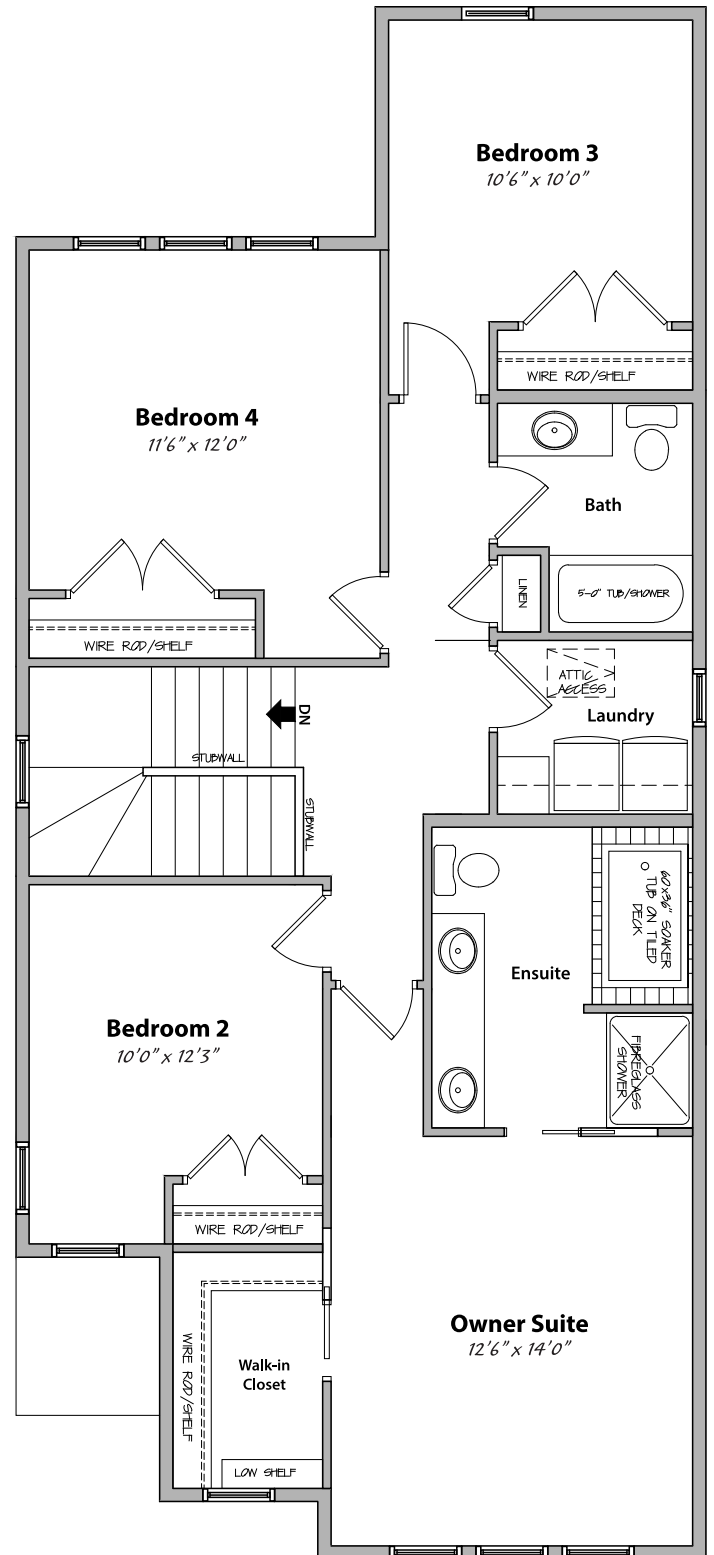 Bedroom 3
10'6" x 10'0"
WIRE ROD/SHELF
Bedroom 4
11'6" x 12'0"
WIRE ROD/SHELF
Bath
LINEN
5'-0" TUB/SHOWER
ATTIC
ACCESS
Laundry
DN
STUBWALL
STUBWALL
60x36" SOAKER
TUB ON TILED
DECK
Ensuite
FIBREGLASS
SHOWER
Bedroom 2
10'0" x 12'3"
WIRE ROD/SHELF
Owner Suite
12'6" x 14'0"
Walk-in
Closet
WIRE ROD/SHELF
LOW SHELF